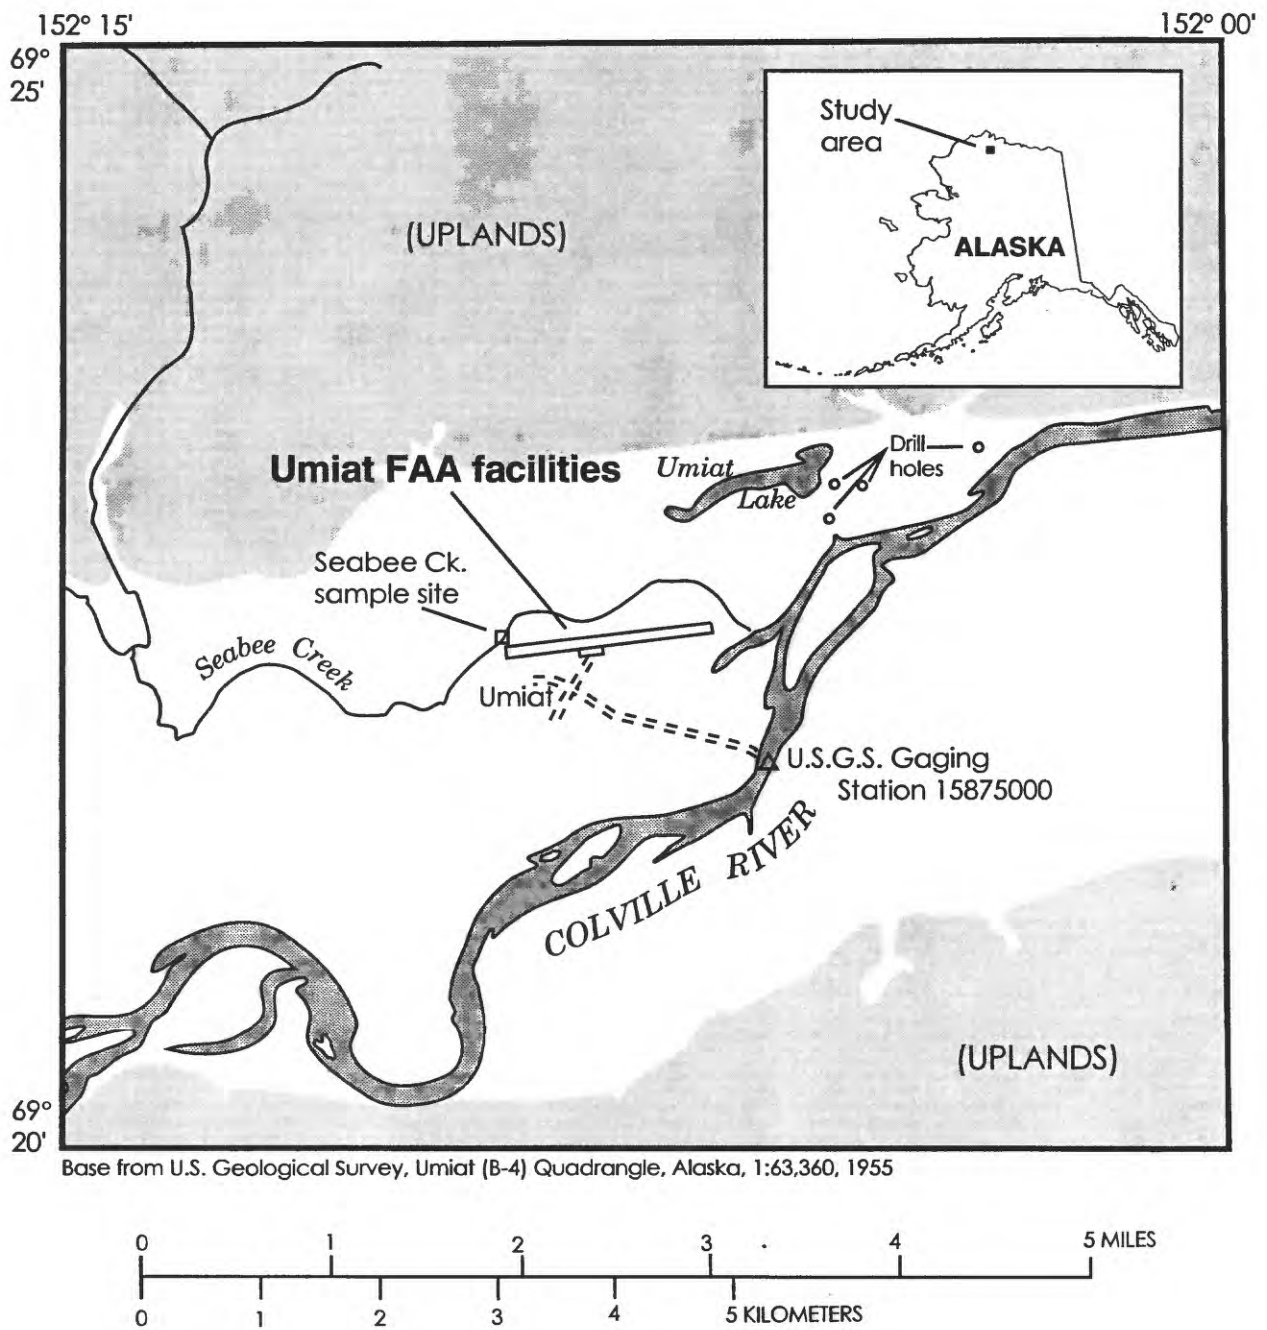 152° 15'
152° 00'
69°
25'
Study
area
ALASKA
(UPLANDS)
Drill
holes
Umiat
Lake
Umiat FAA facilities
Seabee Ck.
sample site
Seabee Creek
Umiat
U.S.G.S. Gaging
Station 15875000
COLVILLE RIVER
(UPLANDS)
69°
20'
Base from U.S. Geological Survey, Umiat (B-4) Quadrangle, Alaska, 1:63,360, 1955
0 1 2 3 4 5 MILES
0 1 2 3 4 5 KILOMETERS